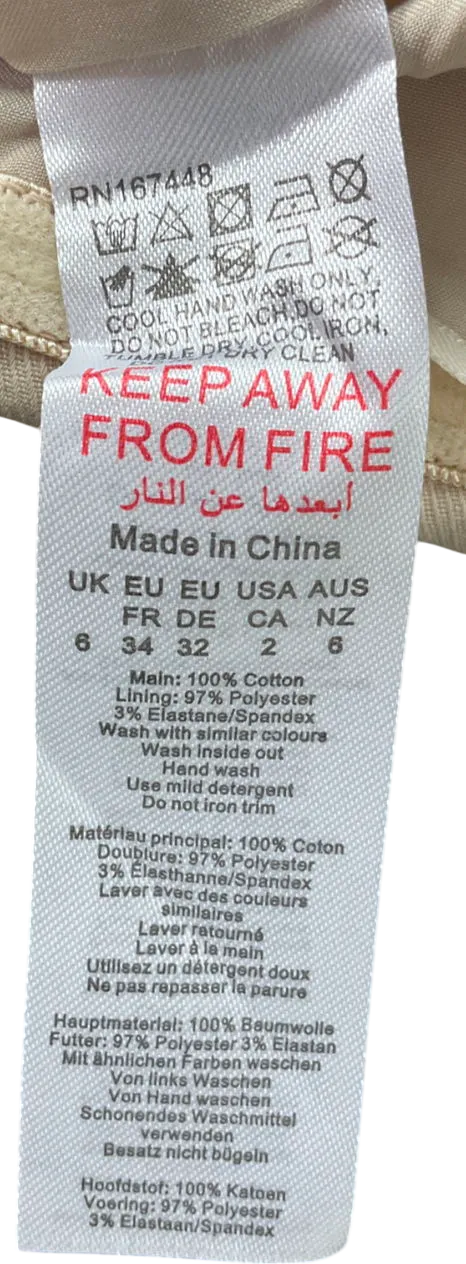 RN167448
COOL HAND WASH ONLY,
DO NOT BLEACH.DO NOT
TUMBLE DRY.COOL IRON,
DRY CLEAN
KEEP AWAY
FROM FIRE
أبعدها عن النار
Made in China
UK EU EU USA AUS
FR DE CA NZ
6 34 32 2 6
Main: 100% Cotton
Lining: 97% Polyester
3% Elastane/Spandex
Wash with similar colours
Wash inside out
Hand wash
Use mild detergent
Do not iron trim
Matériau principal: 100% Coton
Doublure: 97% Polyester
3% Élasthanne/Spandex
Laver avec des couleurs
similaires
Laver retourné
Laver à la main
Utilisez un détergent doux
Ne pas repasser la parure
Hauptmaterial: 100% Baumwolle
Futter: 97% Polyester 3% Elastan
Mit ähnlichen Farben waschen
Von links Waschen
Von Hand waschen
Schonendes Waschmittel
verwenden
Besatz nicht bügeln
Hoofdstof: 100% Katoen
Voering: 97% Polyester
3% Elastaan/Spandex